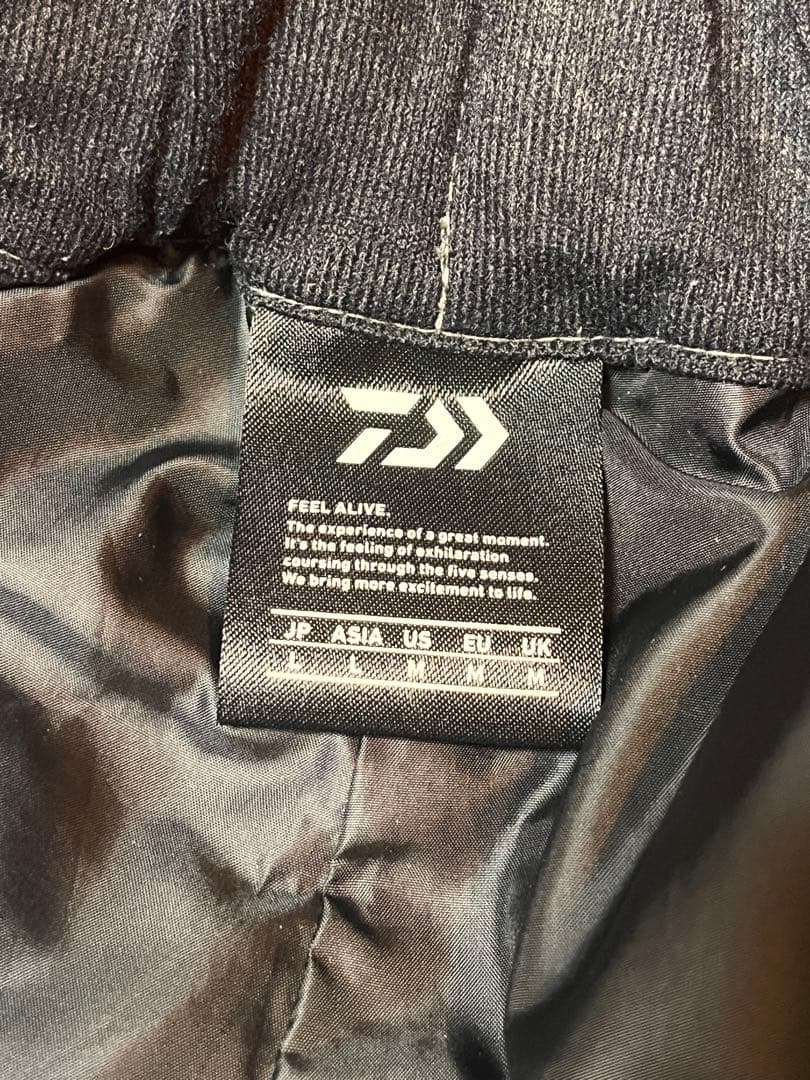 FEEL ALIVE.
The experience of a great moment.
It's the feeling of exhilaration
coursing through the five senses.
We bring more excitement to life.
JP ASIA US EU UK
L L M M M